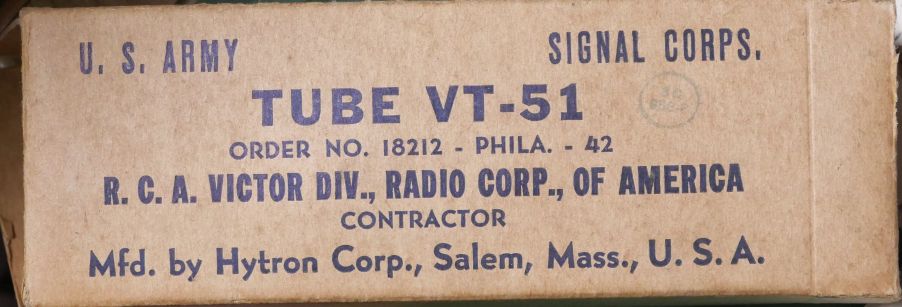 U. S. ARMY SIGNAL CORPS.
TUBE VT-51
ORDER NO. 18212 - PHILA. - 42
R. C. A. VICTOR DIV., RADIO CORP., OF AMERICA
CONTRACTOR
Mfd. by Hytron Corp., Salem, Mass., U. S. A.